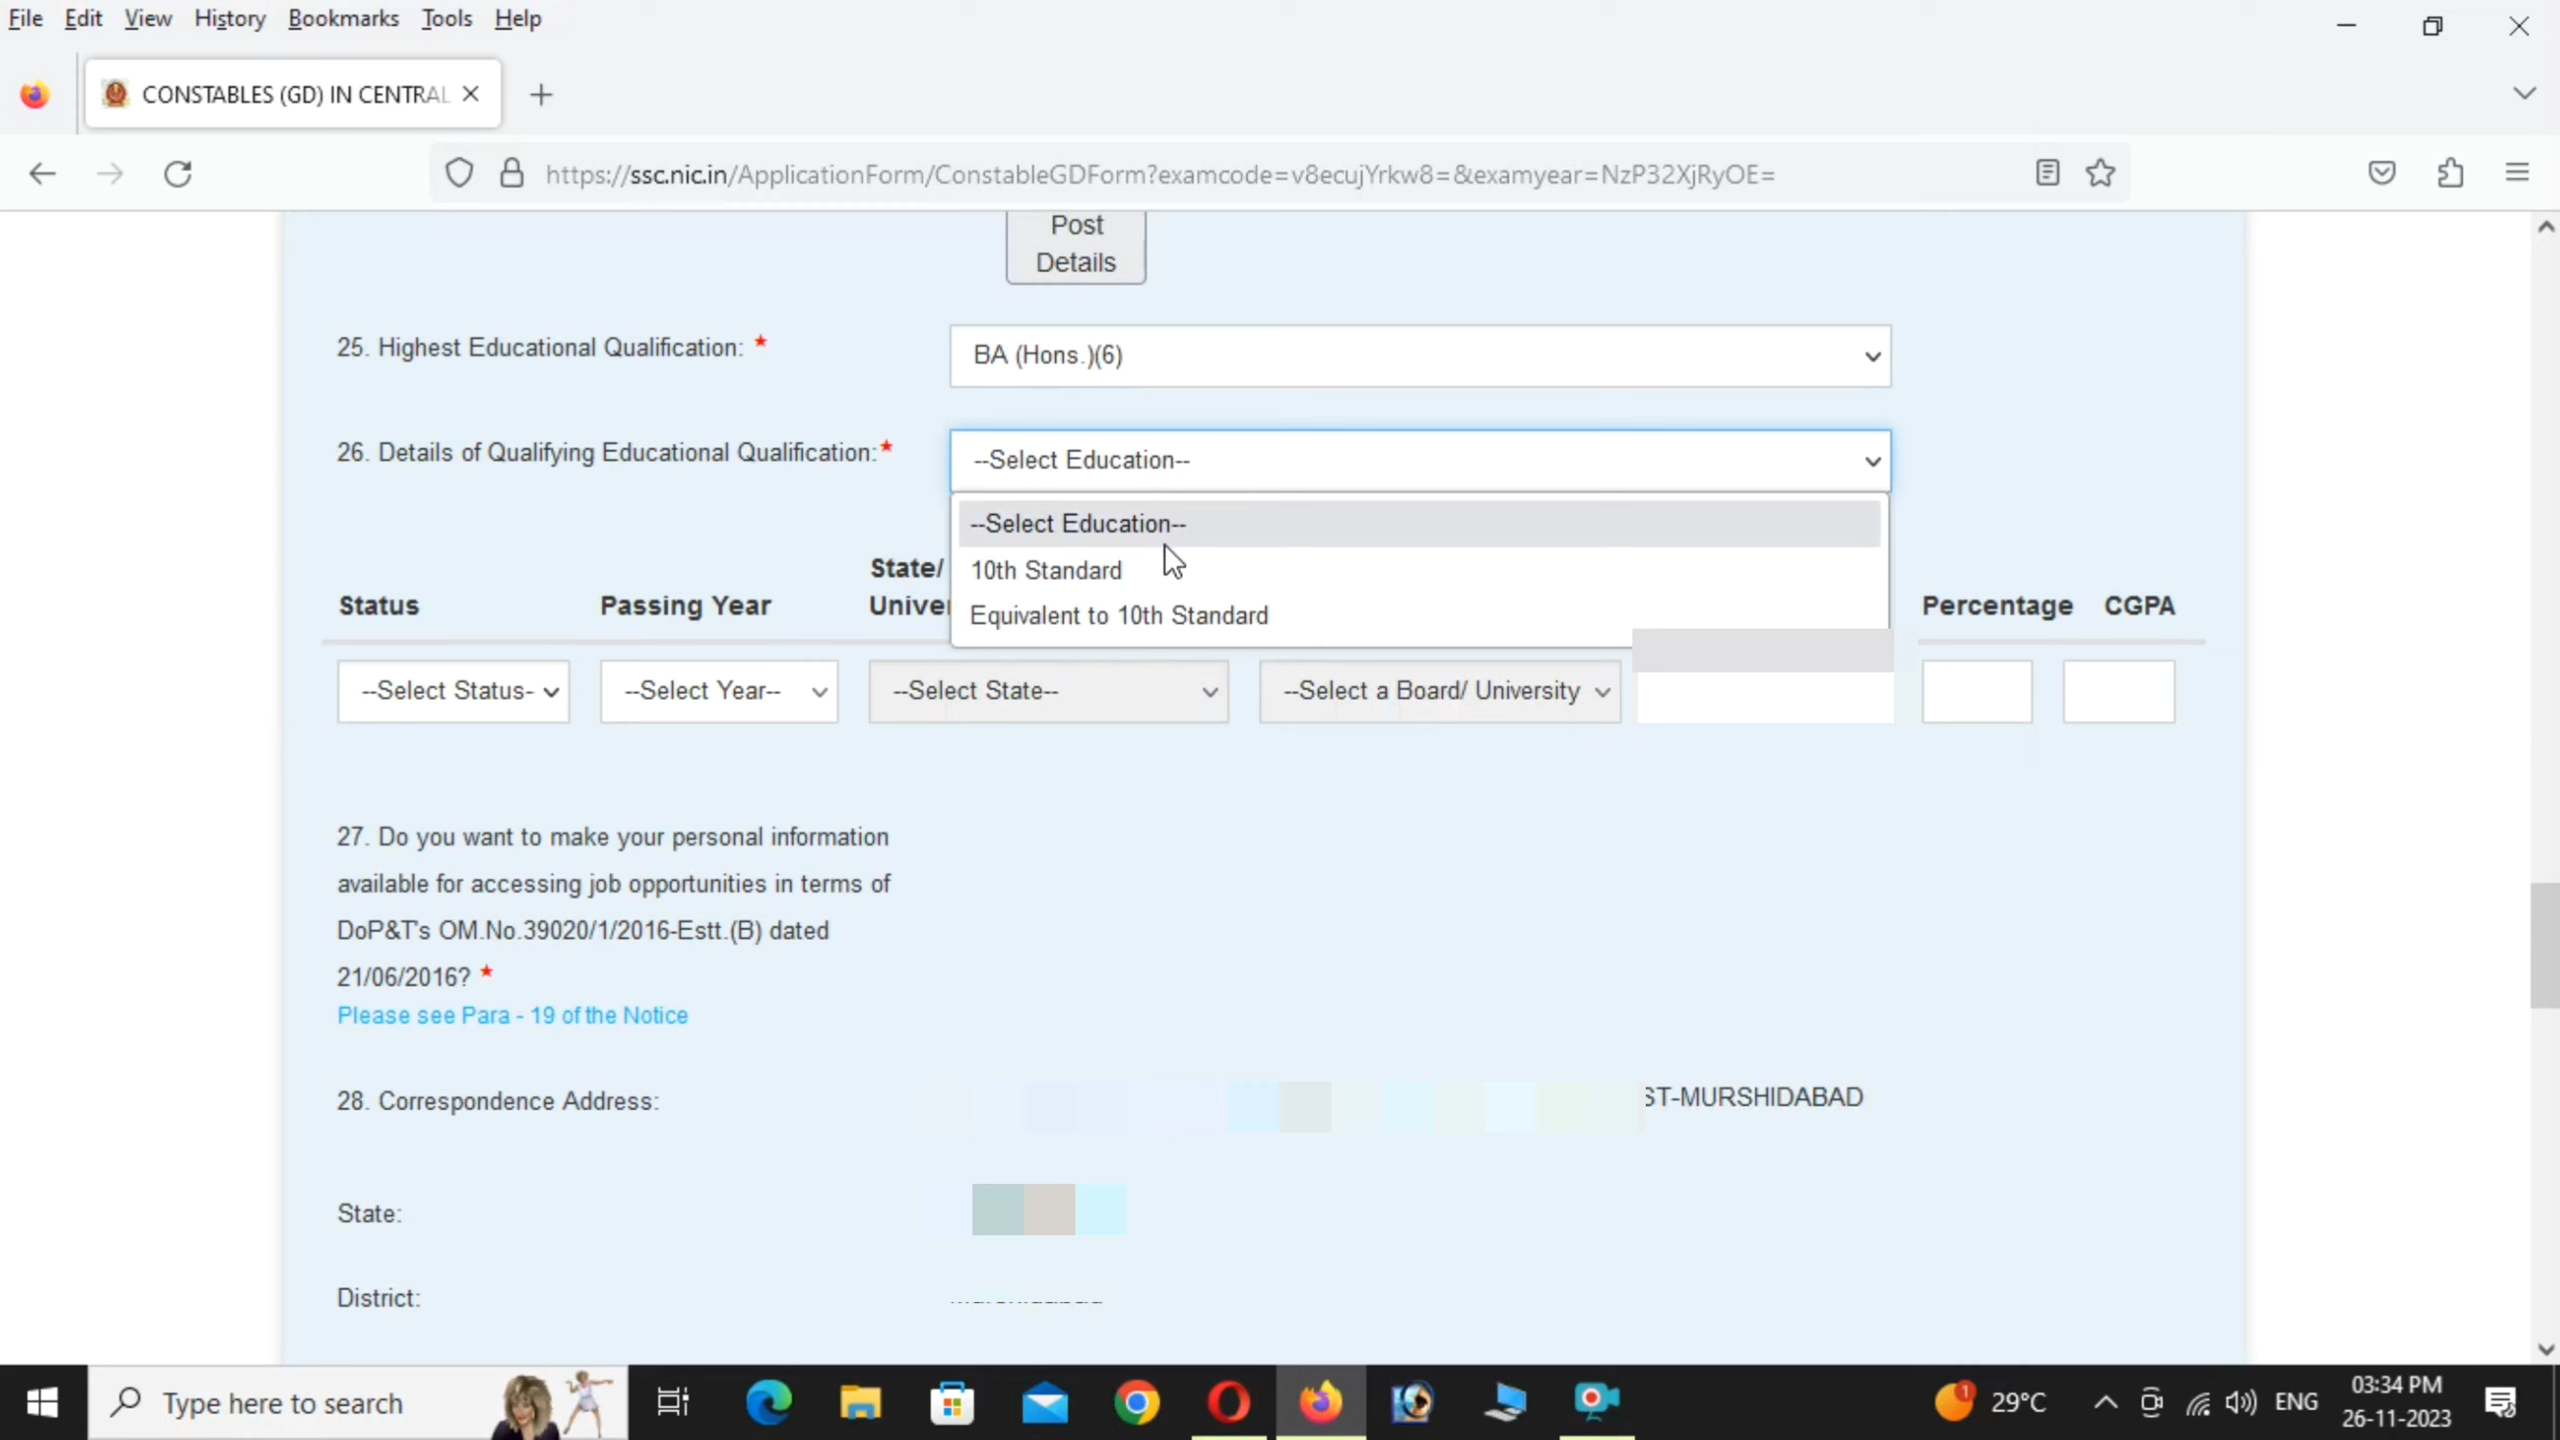 File Edit View History Bookmarks Tools Help
CONSTABLES (GD) IN CENTRAL
https://ssc.nic.in/ApplicationForm/ConstableGDForm?examcode=v8ecujYrkw8=&examyear=NzP32XjRyOE=
Post
Details
25. Highest Educational Qualification: *
BA (Hons.)(6)
26. Details of Qualifying Educational Qualification:*
--Select Education--
--Select Education--
10th Standard
Equivalent to 10th Standard
Status Passing Year State/
Percentage CGPA
--Select Status- --Select Year-- --Select State-- --Select a Board/ University
27. Do you want to make your personal information
available for accessing job opportunities in terms of
DoP&T's OM.No.39020/1/2016-Estt.(B) dated
21/06/2016? *
Please see Para - 19 of the Notice
28. Correspondence Address:
ST-MURSHIDABAD
State:
District:
Type here to search
1
29°C
ENG
03:34 PM
26-11-2023